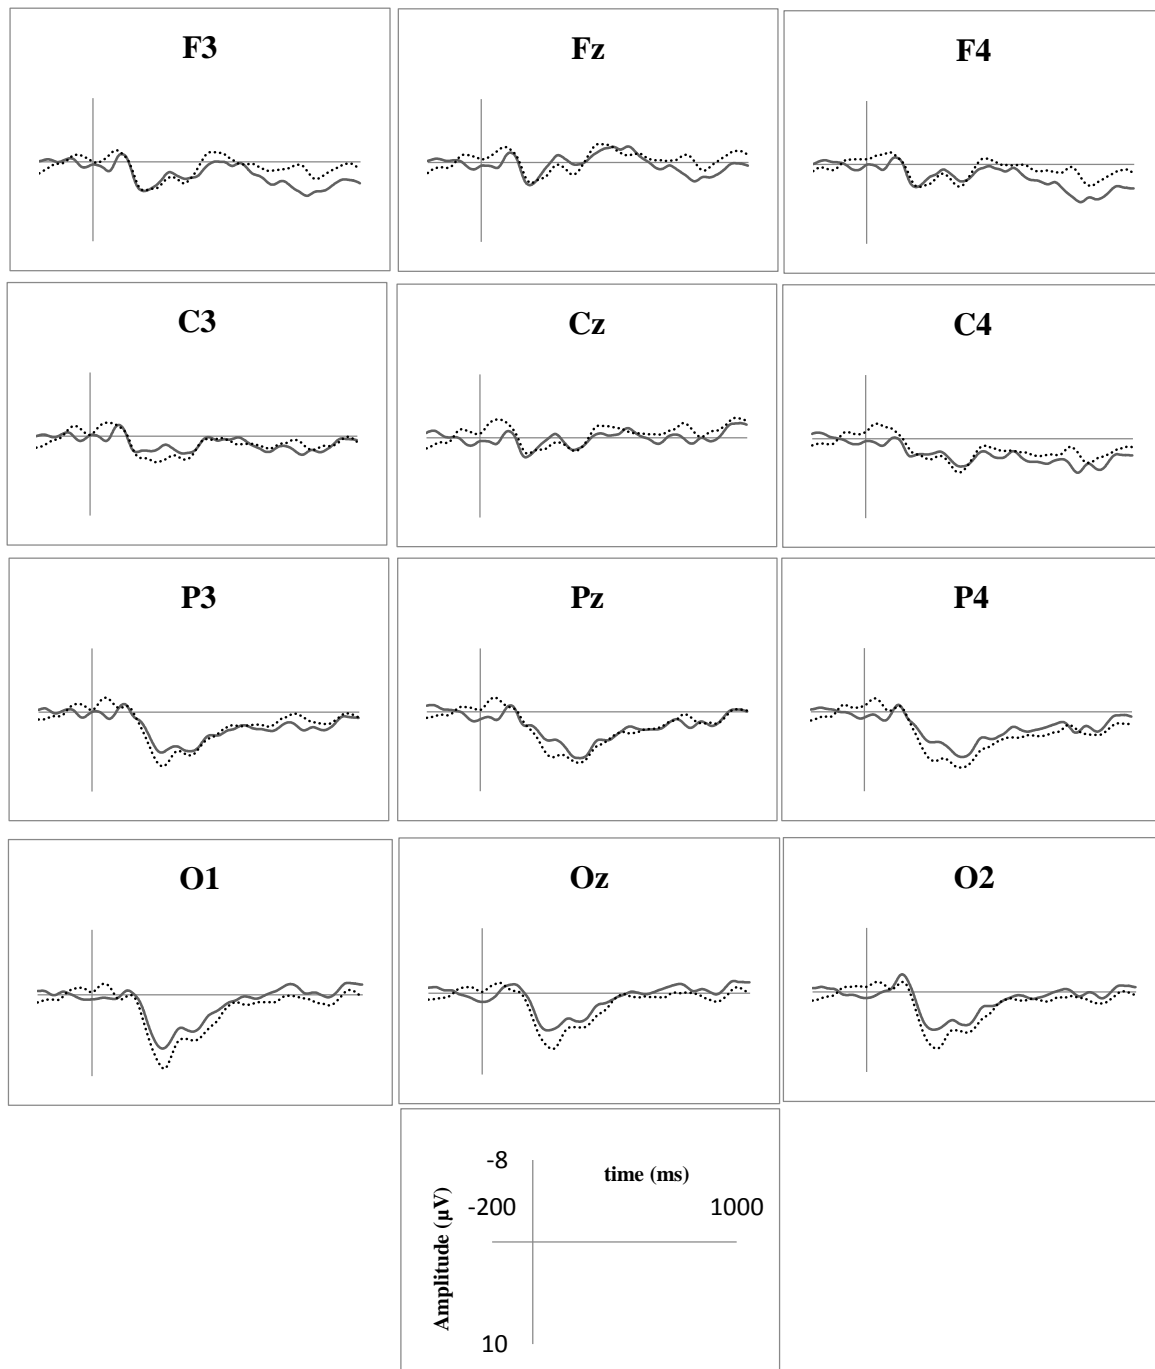 F3
Fz
F4
C3
Cz
C4
P3
Pz
P4
O1
Oz
O2
-8
time (ms)
-200
1000
Amplitude (µV)
10